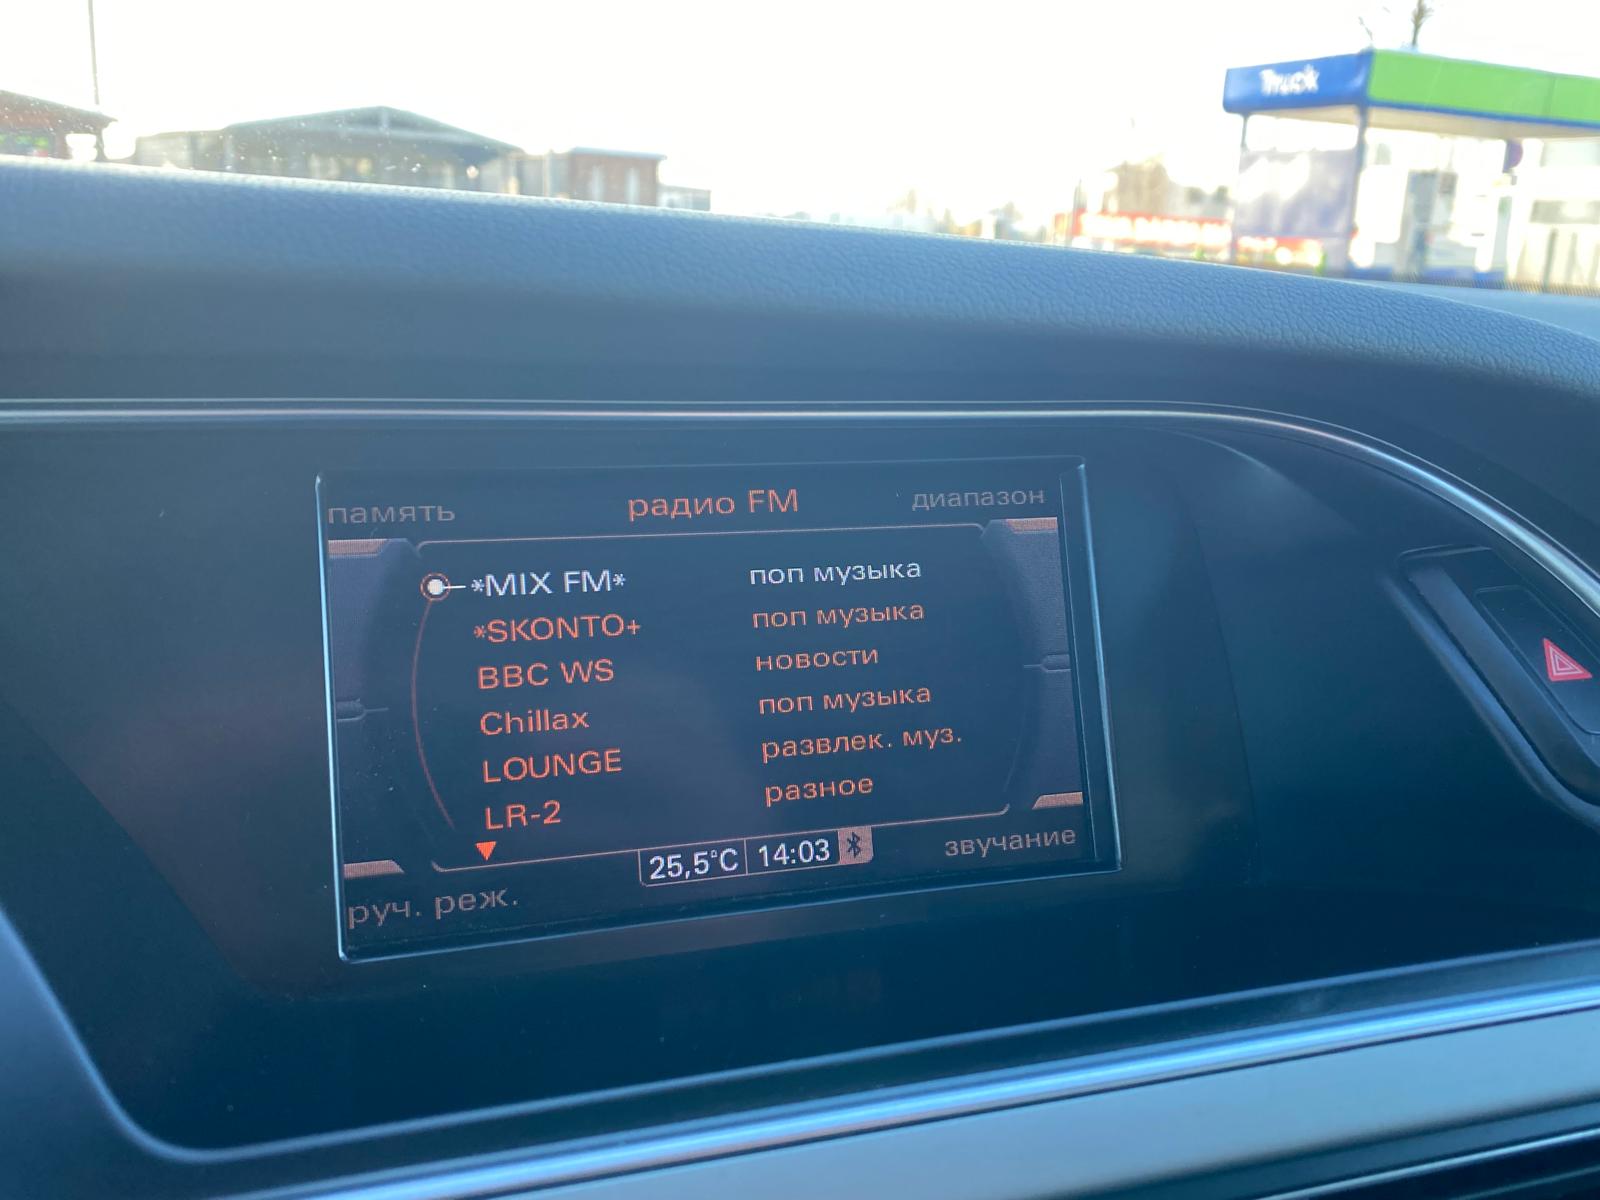 Truck
память радио FM диапазон
*MIX FM* поп музыка
*SKONTO+ поп музыка
BBC WS новости
Chillax поп музыка
LOUNGE развлек. муз.
LR-2 разное
25,5°C 14:03 звучание
руч. реж.